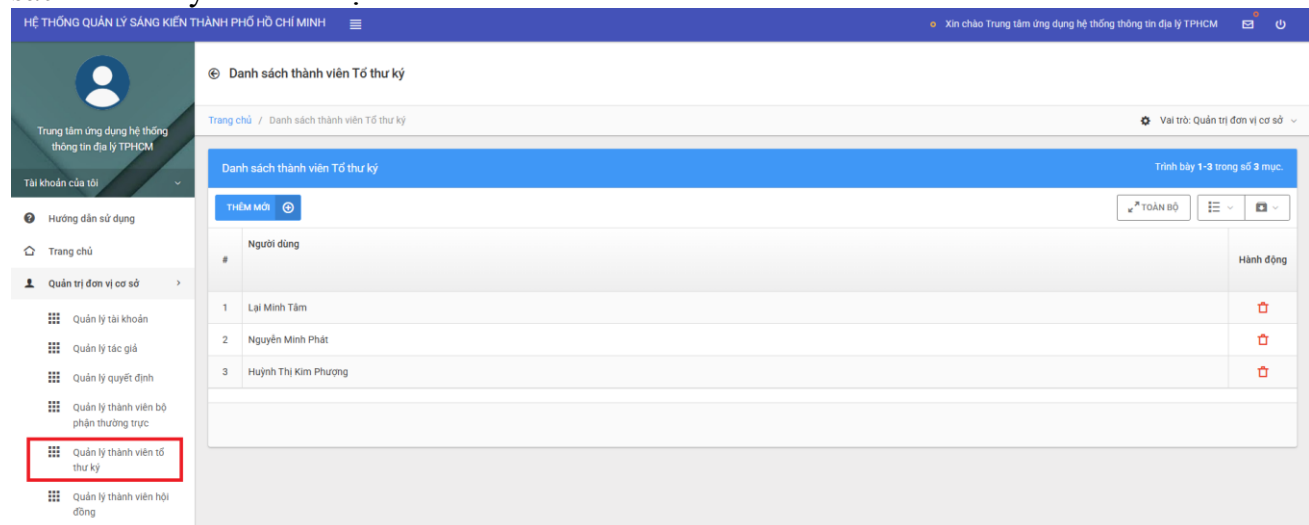 HỆ THỐNG QUẢN LÝ SÁNG KIẾN THÀNH PHỐ HỒ CHÍ MINH
Xin chào Trung tâm ứng dụng hệ thống thông tin địa lý TPHCM
Trung tâm ứng dụng hệ thống
thông tin địa lý TPHCM
Tài khoản của tôi
Hướng dẫn sử dụng
Trang chủ
Quản trị đơn vị cơ sở
Quản lý tài khoản
Quản lý tác giả
Quản lý quyết định
Quản lý thành viên bộ
phận thường trực
Quản lý thành viên tổ
thư ký
Quản lý thành viên hội
đồng
Danh sách thành viên Tổ thư ký
Trang chủ / Danh sách thành viên Tổ thư ký
Vai trò: Quản trị đơn vị cơ sở
Danh sách thành viên Tổ thư ký
Trình bày 1-3 trong số 3 mục.
THÊM MỚI
TOÀN BỘ
# Người dùng Hành động
1 Lại Minh Tâm
2 Nguyễn Minh Phát
3 Huỳnh Thị Kim Phượng